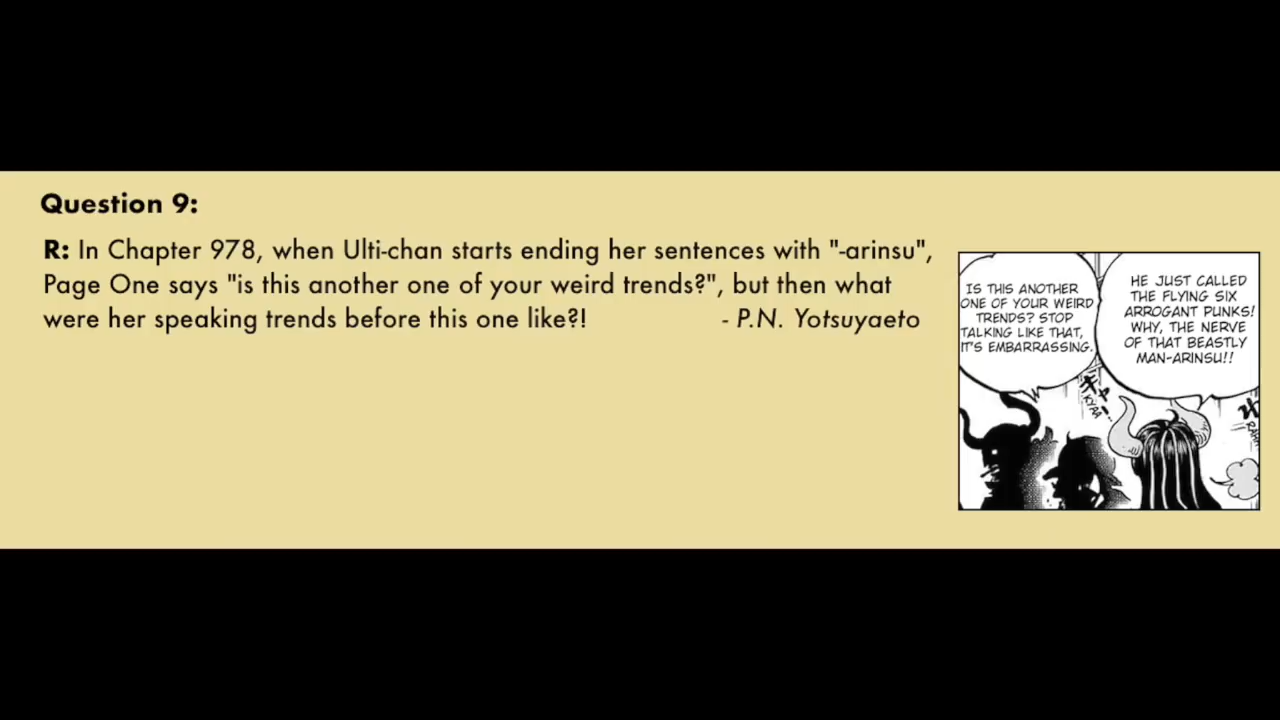 Question 9:
R: In Chapter 978, when Ulti-chan starts ending her sentences with "-arinsu",
Page One says "is this another one of your weird trends?", but then what
were her speaking trends before this one like?!
- P.N. Yotsuyaeto
IS THIS ANOTHER
ONE OF YOUR WEIRD
TRENDS? STOP
TALKING LIKE THAT,
IT'S EMBARRASSING.
HE JUST CALLED
THE FLYING SIX
ARROGANT PUNKS!
WHY, THE NERVE
OF THAT BEASTLY
MAN-ARINSU!!